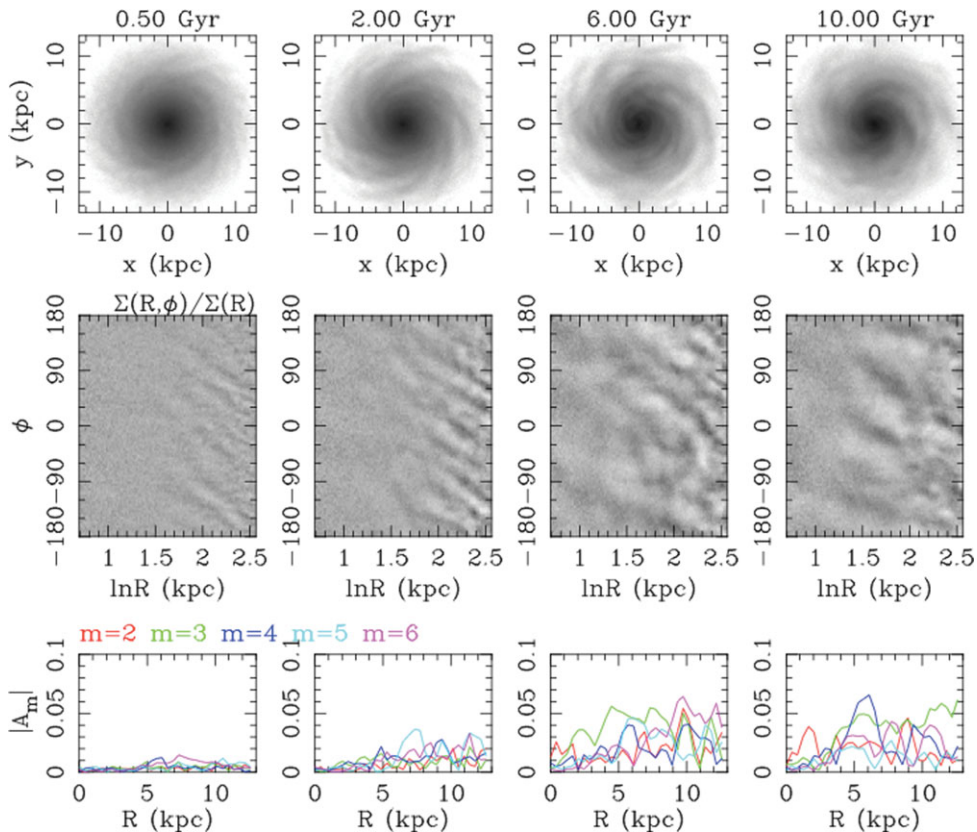 0.50 Gyr 2.00 Gyr 6.00 Gyr 10.00 Gyr
y (kpc)
10
0
−10
−10 0 10 −10 0 10 −10 0 10 −10 0 10
x (kpc) x (kpc) x (kpc) x (kpc)
Σ(R,φ)/Σ(R)
φ
180
90
0
−180−90
1 1.5 2 2.5 1 1.5 2 2.5 1 1.5 2 2.5 1 1.5 2 2.5
lnR (kpc) lnR (kpc) lnR (kpc) lnR (kpc)
m=2 m=3 m=4 m=5 m=6
|A_m|
0.1
0.05
0
0 5 10 0 5 10 0 5 10 0 5 10
R (kpc) R (kpc) R (kpc) R (kpc)